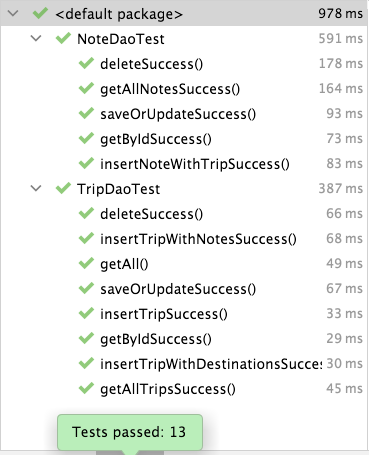 <default package> 978 ms
NoteDaoTest 591 ms
deleteSuccess() 178 ms
getAllNotesSuccess() 164 ms
saveOrUpdateSuccess() 93 ms
getByIdSuccess() 73 ms
insertNoteWithTripSuccess() 83 ms
TripDaoTest 387 ms
deleteSuccess() 66 ms
insertTripWithNotesSuccess() 68 ms
getAll() 49 ms
saveOrUpdateSuccess() 67 ms
insertTripSuccess() 33 ms
getByIdSuccess() 29 ms
insertTripWithDestinationsSucces 30 ms
getAllTripsSuccess() 45 ms
Tests passed: 13